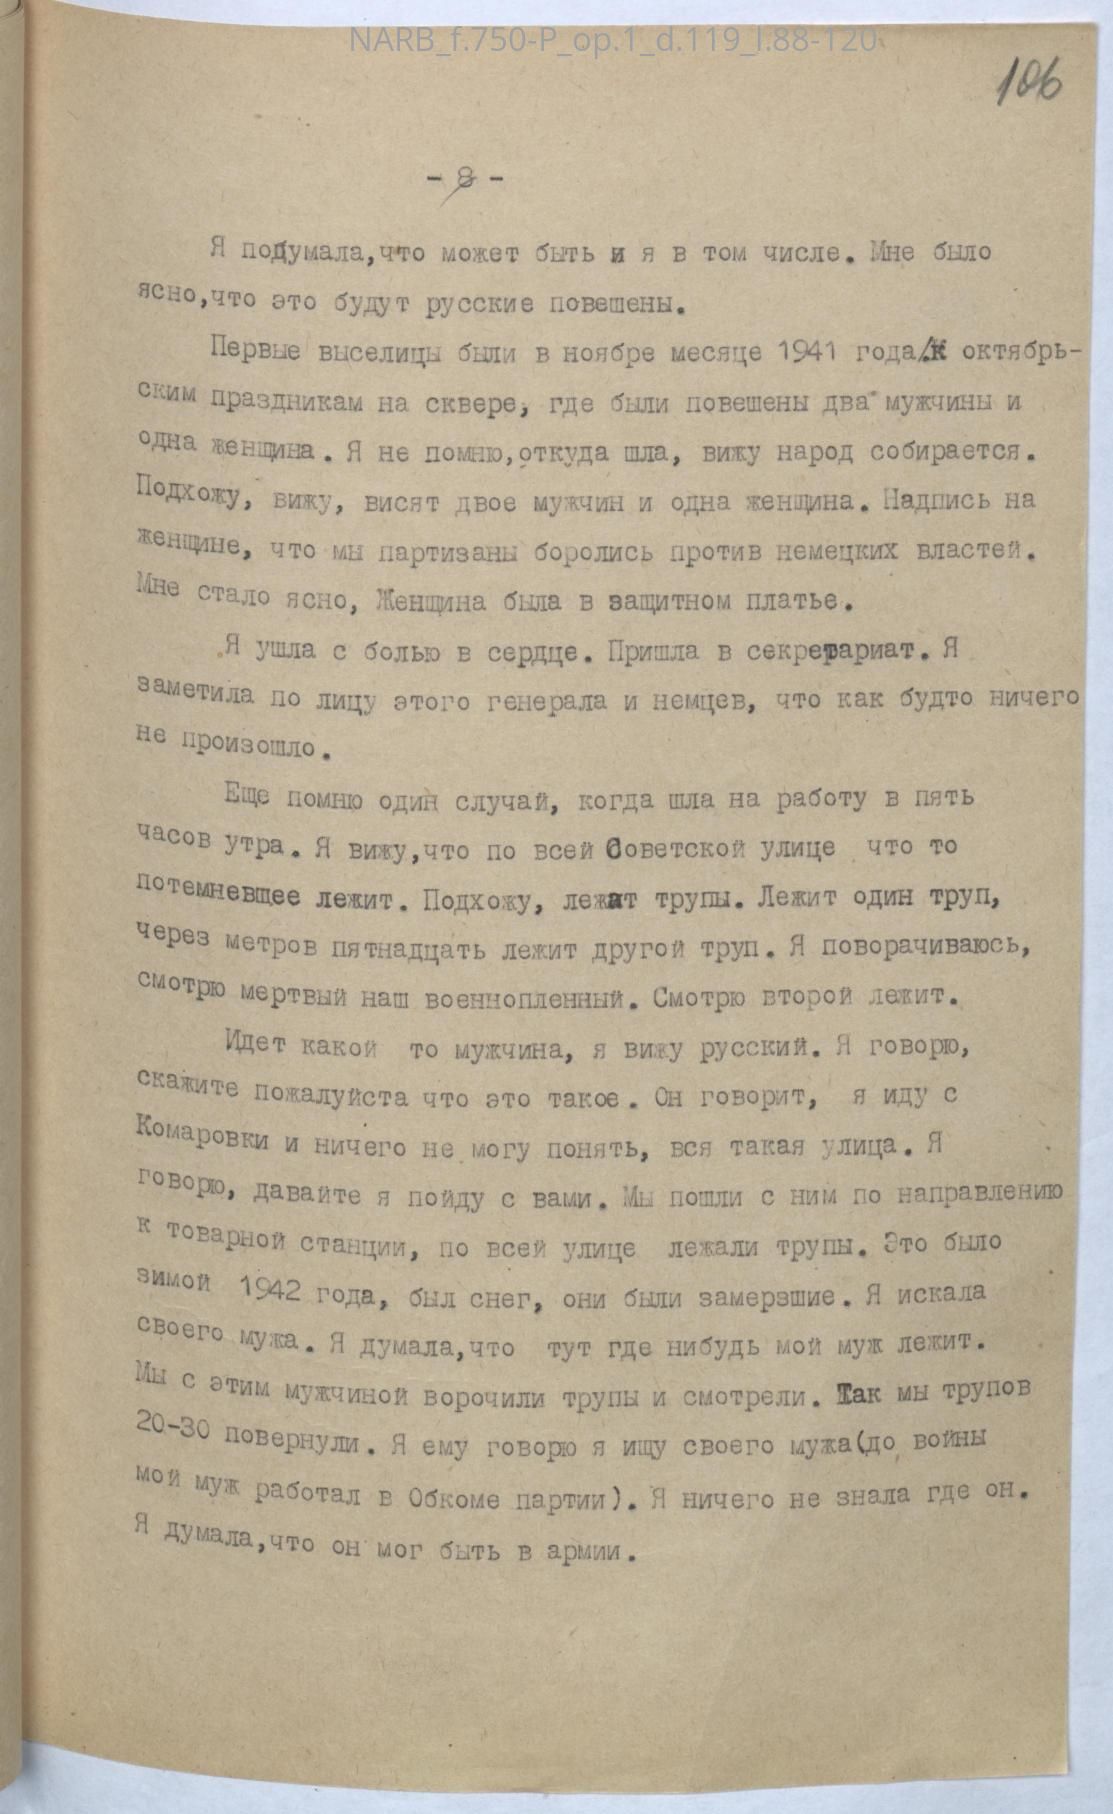 NARB_f.750-P_op.1_d.119_l.88-120
106
- 8 -
Я подумала,что может быть и я в том числе. Мне было
ясно,что это будут русские повешены.
Первые выселицы были в ноябре месяце 1941 года/к октябрь-
ским праздникам на сквере, где были повешены два мужчины и
одна женщина. Я не помню,откуда шла, вижу народ собирается.
Подхожу, вижу, висят двое мужчин и одна женщина. Надпись на
женщине, что мы партизаны боролись против немецких властей.
Мне стало ясно, Женщина была в защитном платье.
Я ушла с болью в сердце. Пришла в секретариат. Я
заметила по лицу этого генерала и немцев, что как будто ничего
не произошло.
Еще помню один случай, когда шла на работу в пять
часов утра. Я вижу,что по всей Советской улице что то
потемневщее лежит. Подхожу, лежат трупы. Лежит один труп,
через метров пятнадцать лежит другой труп. Я поворачиваюсь,
смотрю мертвый наш военнопленный. Смотрю второй лежит.
Идет какой то мужчина, я вижу русский. Я говорю,
скажите пожалуйста что это такое. Он говорит, я иду с
Комаровки и ничего не могу понять, вся такая улица. Я
говорю, давайте я пойду с вами. Мы пошли с ним по направлению
к товарной станции, по всей улице лежали трупы. Это было
зимой 1942 года, был снег, они были замерзшие. Я искала
своего мужа. Я думала,что тут где нибудь мой муж лежит.
Мы с этим мужчиной ворочили трупы и смотрели. Так мы трупов
20-30 повернули. Я ему говорю я ищу своего мужа(до войны
мой муж работал в Обкоме партии). Я ничего не знала где он.
Я думала,что он мог быть в армии.